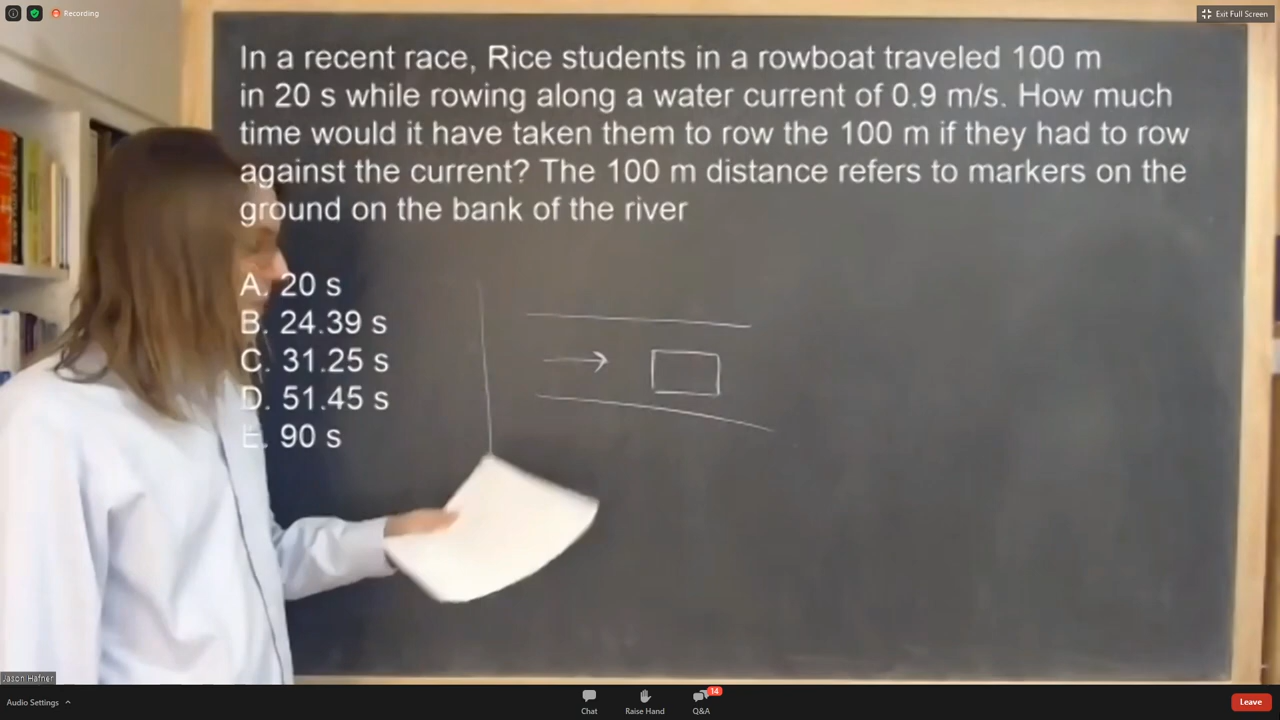 Recording
Exit Full Screen
In a recent race, Rice students in a rowboat traveled 100 m
in 20 s while rowing along a water current of 0.9 m/s. How much
time would it have taken them to row the 100 m if they had to row
against the current? The 100 m distance refers to markers on the
ground on the bank of the river
A. 20 s
B. 24.39 s
C. 31.25 s
D. 51.45 s
E. 90 s
Jason Hafner
Audio Settings
Chat
Raise Hand
14
Q&A
Leave